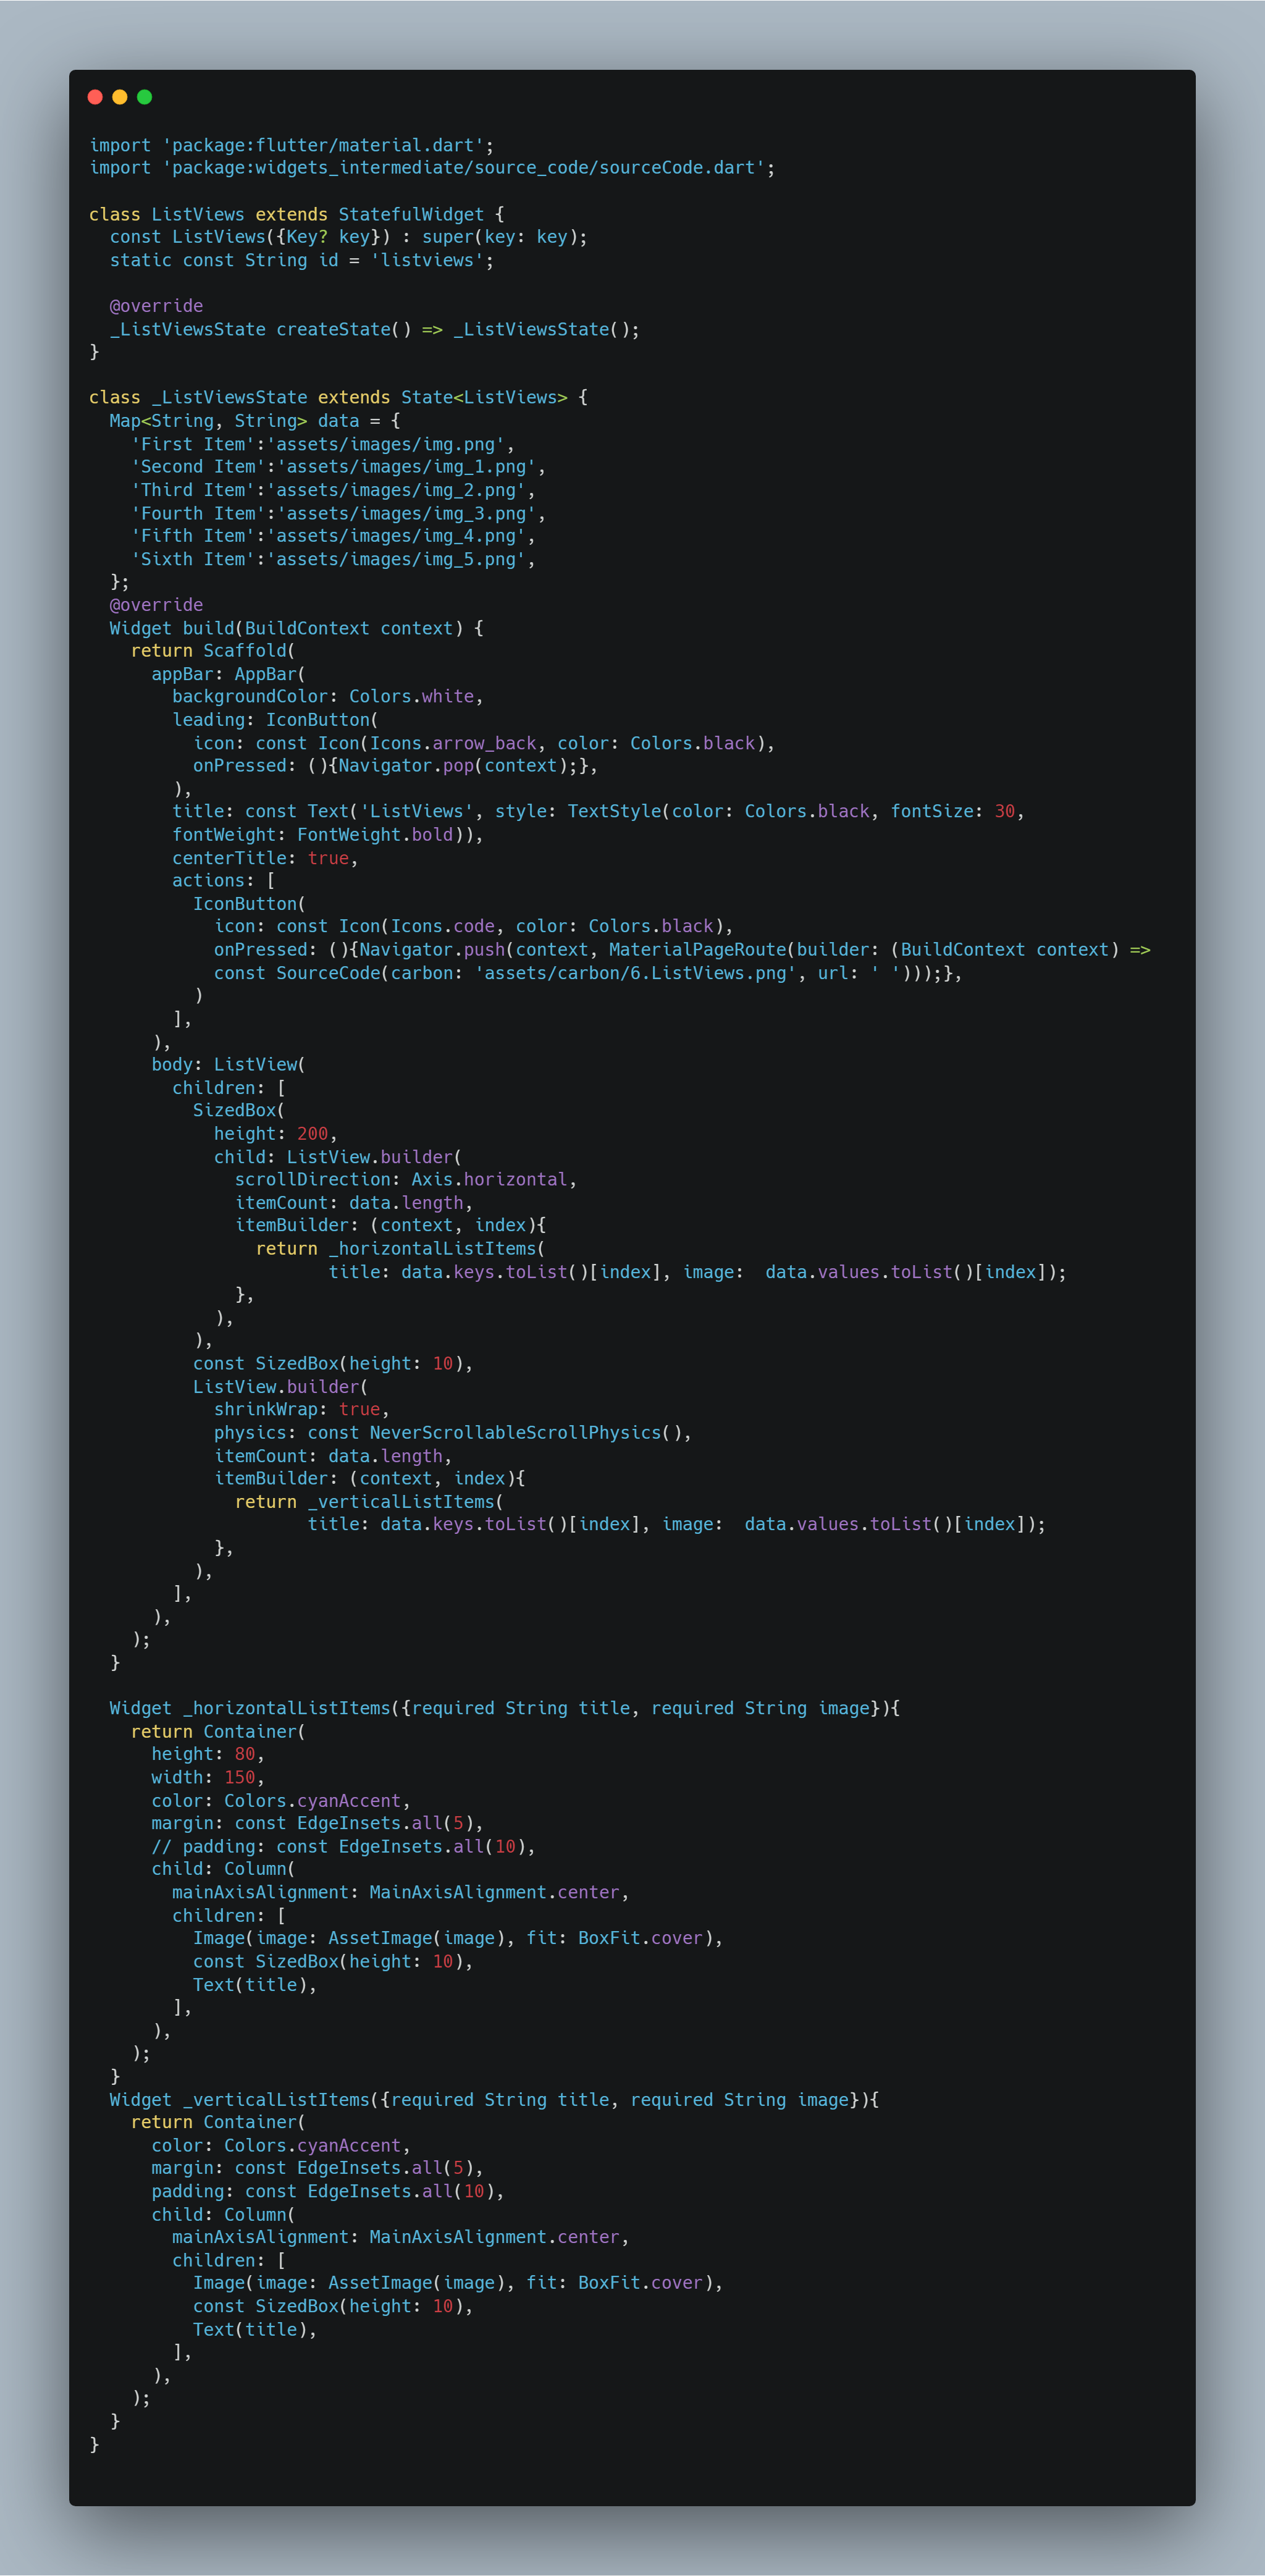 import 'package:flutter/material.dart';
import 'package:widgets_intermediate/source_code/sourceCode.dart';

class ListViews extends StatefulWidget {
  const ListViews({Key? key}) : super(key: key);
  static const String id = 'listviews';

  @override
  _ListViewsState createState() => _ListViewsState();
}

class _ListViewsState extends State<ListViews> {
  Map<String, String> data = {
    'First Item':'assets/images/img.png',
    'Second Item':'assets/images/img_1.png',
    'Third Item':'assets/images/img_2.png',
    'Fourth Item':'assets/images/img_3.png',
    'Fifth Item':'assets/images/img_4.png',
    'Sixth Item':'assets/images/img_5.png',
  };
  @override
  Widget build(BuildContext context) {
    return Scaffold(
      appBar: AppBar(
        backgroundColor: Colors.white,
        leading: IconButton(
          icon: const Icon(Icons.arrow_back, color: Colors.black),
          onPressed: (){Navigator.pop(context);},
        ),
        title: const Text('ListViews', style: TextStyle(color: Colors.black, fontSize: 30,
        fontWeight: FontWeight.bold)),
        centerTitle: true,
        actions: [
          IconButton(
            icon: const Icon(Icons.code, color: Colors.black),
            onPressed: (){Navigator.push(context, MaterialPageRoute(builder: (BuildContext context) =>
            const SourceCode(carbon: 'assets/carbon/6.ListViews.png', url: ' ')));},
          )
        ],
      ),
      body: ListView(
        children: [
          SizedBox(
            height: 200,
            child: ListView.builder(
              scrollDirection: Axis.horizontal,
              itemCount: data.length,
              itemBuilder: (context, index){
                return _horizontalListItems(
                       title: data.keys.toList()[index], image:  data.values.toList()[index]);
              },
            ),
          ),
          const SizedBox(height: 10),
          ListView.builder(
            shrinkWrap: true,
            physics: const NeverScrollableScrollPhysics(),
            itemCount: data.length,
            itemBuilder: (context, index){
              return _verticalListItems(
                     title: data.keys.toList()[index], image:  data.values.toList()[index]);
            },
          ),
        ],
      ),
    );
  }

  Widget _horizontalListItems({required String title, required String image}){
    return Container(
      height: 80,
      width: 150,
      color: Colors.cyanAccent,
      margin: const EdgeInsets.all(5),
      // padding: const EdgeInsets.all(10),
      child: Column(
        mainAxisAlignment: MainAxisAlignment.center,
        children: [
          Image(image: AssetImage(image), fit: BoxFit.cover),
          const SizedBox(height: 10),
          Text(title),
        ],
      ),
    );
  }
  Widget _verticalListItems({required String title, required String image}){
    return Container(
      color: Colors.cyanAccent,
      margin: const EdgeInsets.all(5),
      padding: const EdgeInsets.all(10),
      child: Column(
        mainAxisAlignment: MainAxisAlignment.center,
        children: [
          Image(image: AssetImage(image), fit: BoxFit.cover),
          const SizedBox(height: 10),
          Text(title),
        ],
      ),
    );
  }
}